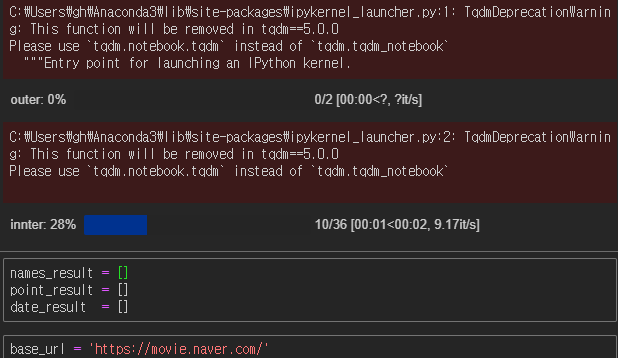 C:₩Users₩gh₩Anaconda3₩lib₩site-packages₩ipykernel_launcher.py:1: TqdmDeprecationWarnin
g: This function will be removed in tqdm==5.0.0
Please use `tqdm.notebook.tqdm` instead of `tqdm.tqdm_notebook`
"""Entry point for launching an IPython kernel.
outer: 0% 0/2 [00:00<?, ?it/s]
C:₩Users₩gh₩Anaconda3₩lib₩site-packages₩ipykernel_launcher.py:2: TqdmDeprecationWarnin
g: This function will be removed in tqdm==5.0.0
Please use `tqdm.notebook.tqdm` instead of `tqdm.tqdm_notebook`
innter: 28% 10/36 [00:01<00:02, 9.17it/s]
names_result = []
point_result = []
date_result = []
base_url = 'https://movie.naver.com/'